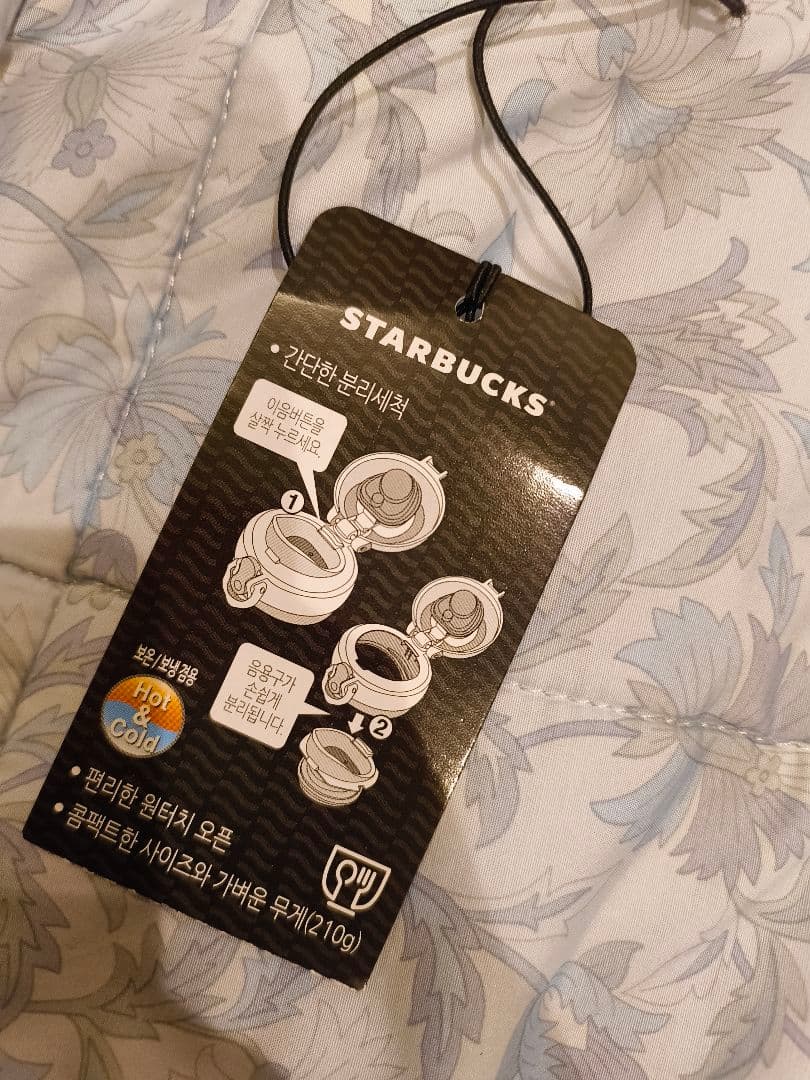 STARBUCKS®
• 간단한 분리세척
이음버튼을
살짝 누르세요.
1
보온/보냉 겸용
Hot
&
Cold
음용구가
손쉽게
분리됩니다.
2
• 편리한 원터치 오픈
• 콤팩트한 사이즈와 가벼운 무게(210g)